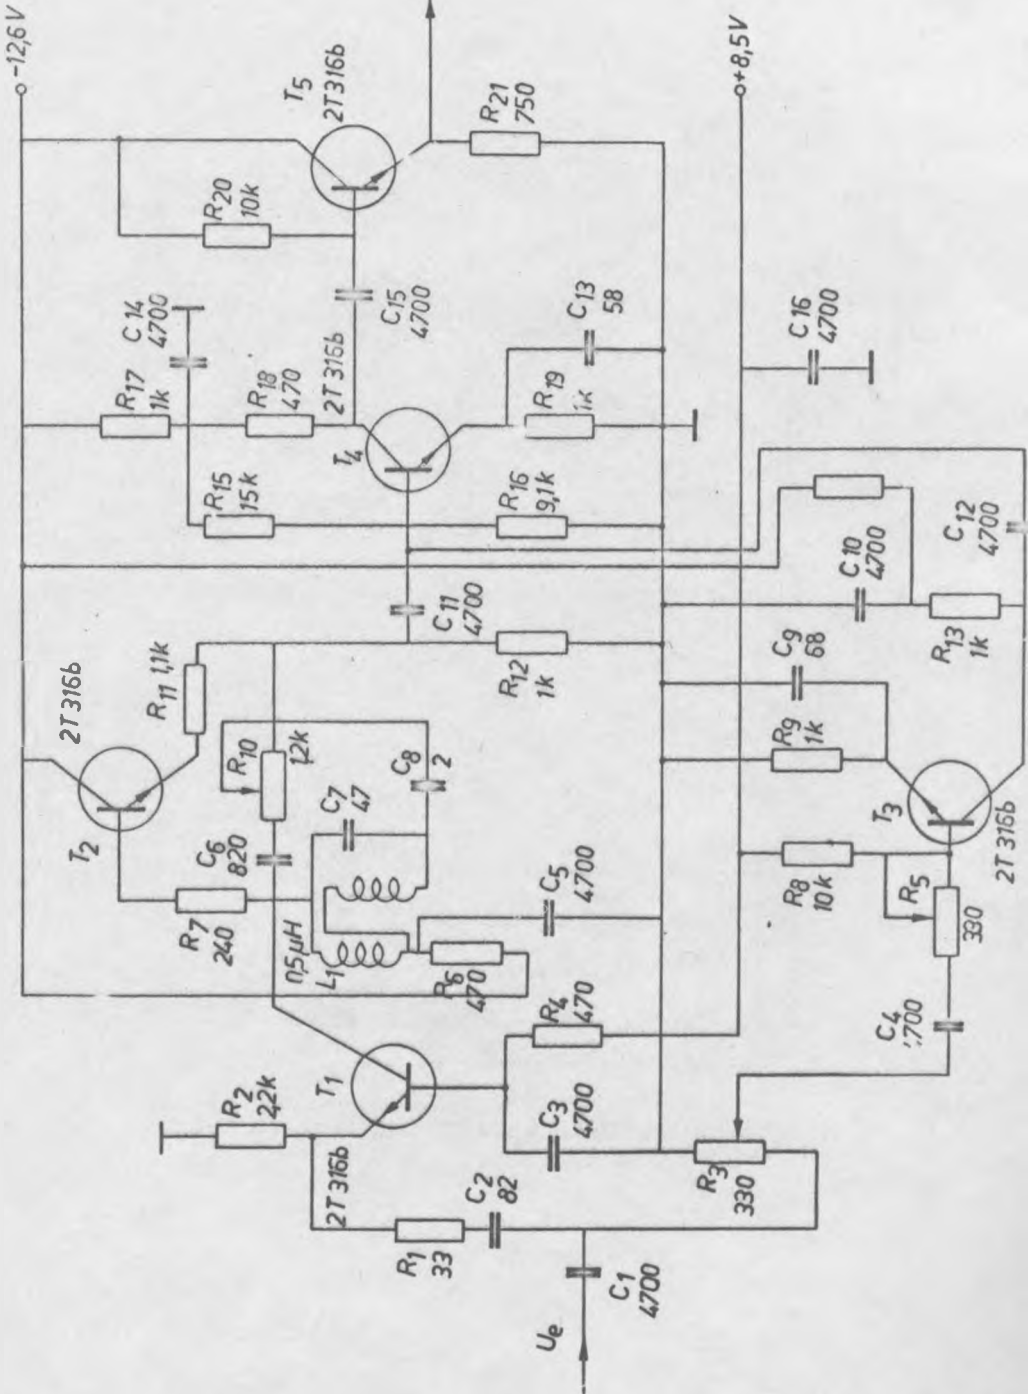 -12,6V
2T316b
T2
R11 1,1k
R17
1k
C14
4700
R15
15k
R20
10k
T5
2T316b
R2
2,2k
R7
240
C6
820
R10
1,2k
R18
470
0,5µH
L1
C7
47
T1
2T316b
2T316b
T4
C8
2
C15
4700
R1
33
R6
470
C11
4700
C2
82
C5
4700
R12
1k
R16
9,1k
R19
1k
C13
58
R21
750
Ue
C3
4700
R4
470
C1
4700
R3
330
+8,5V
R9
1k
C9
68
C10
4700
C16
4700
R8
10k
T3
2T316b
C4
R5
330
R13
1k
C12
4700